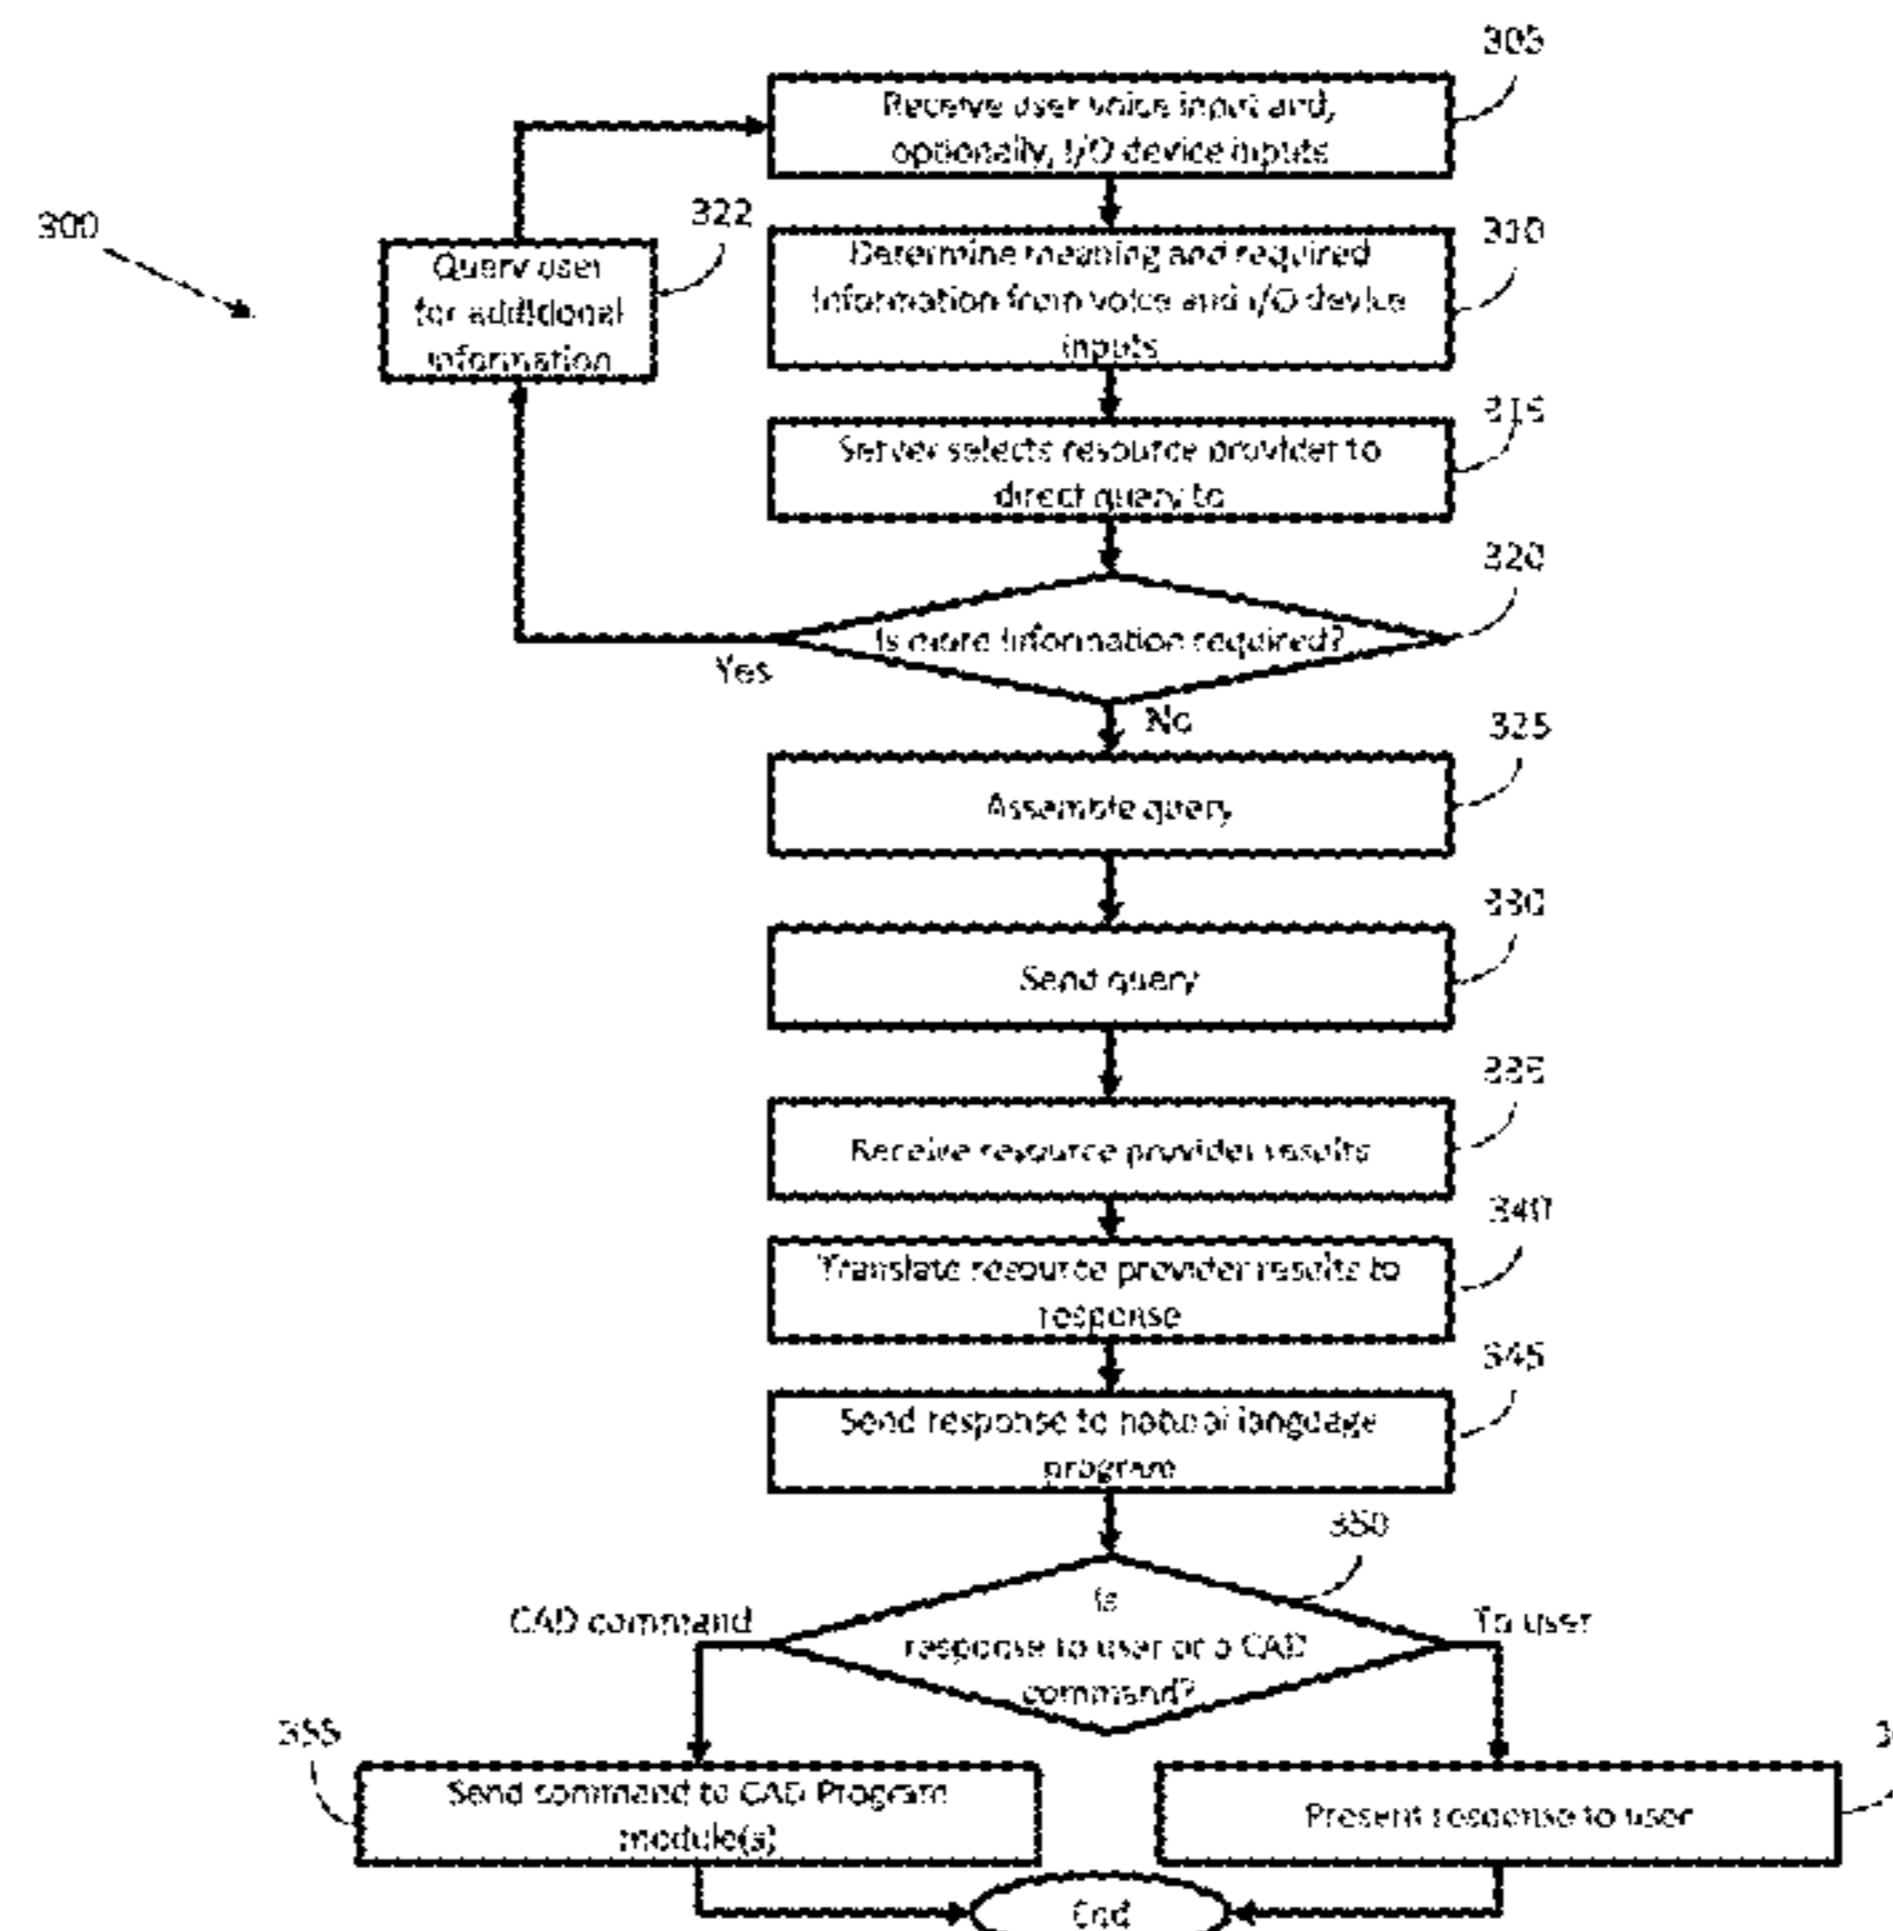 305
Receive user voice input and,
optionally, I/O device inputs
300
322
310
Query user
for additional
information
Determine meaning and required
information from voice and I/O device
inputs
315
Server selects resource provider to
direct query to
320
Is more information required?
Yes
No
325
Assemble query
330
Send query
335
Receive resource provider results
340
Translate resource provider results to
response
345
Send response to natural language
program
350
Is
response to user or a CAD
command?
CAD command
To user
355
Send command to CAD Program
module(s)
Present response to user
End